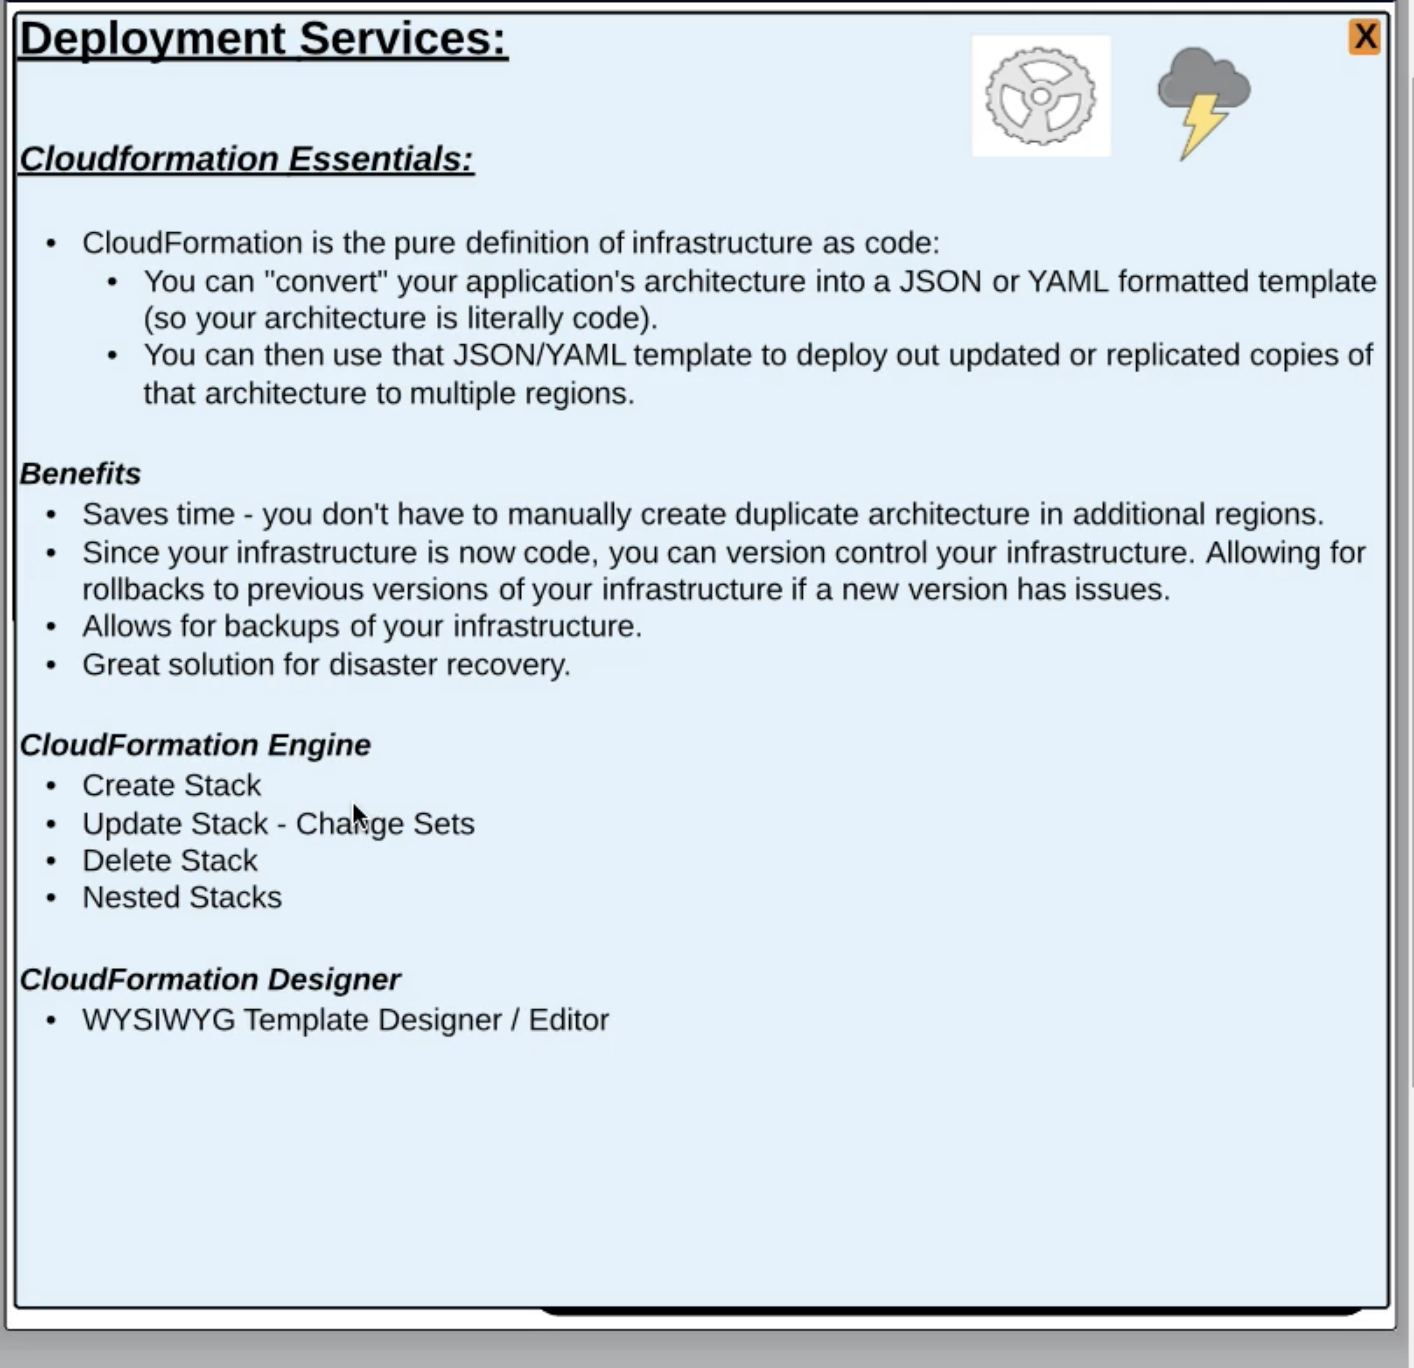 Deployment Services:
X
Cloudformation Essentials:
• CloudFormation is the pure definition of infrastructure as code:
• You can "convert" your application's architecture into a JSON or YAML formatted template
(so your architecture is literally code).
• You can then use that JSON/YAML template to deploy out updated or replicated copies of
that architecture to multiple regions.
Benefits
• Saves time - you don't have to manually create duplicate architecture in additional regions.
• Since your infrastructure is now code, you can version control your infrastructure. Allowing for
rollbacks to previous versions of your infrastructure if a new version has issues.
• Allows for backups of your infrastructure.
• Great solution for disaster recovery.
CloudFormation Engine
• Create Stack
• Update Stack - Change Sets
• Delete Stack
• Nested Stacks
CloudFormation Designer
• WYSIWYG Template Designer / Editor